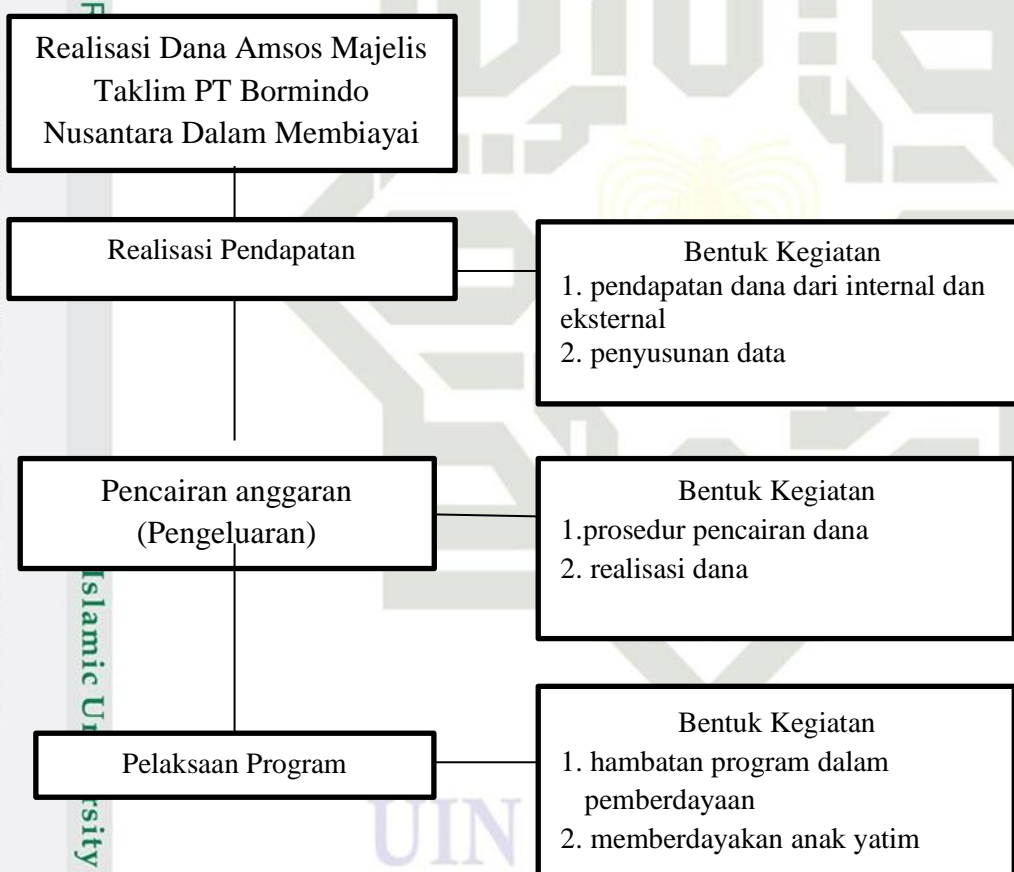 Realisasi Dana Amsos Majelis
Taklim PT Bormindo
Nusantara Dalam Membiayai
Realisasi Pendapatan
Bentuk Kegiatan
1. pendapatan dana dari internal dan
eksternal
2. penyusunan data
Pencairan anggaran
(Pengeluaran)
Bentuk Kegiatan
1.prosedur pencairan dana
2. realisasi dana
Pelaksaan Program
Bentuk Kegiatan
1. hambatan program dalam
pemberdayaan
2. memberdayakan anak yatim
Islamic
UIN